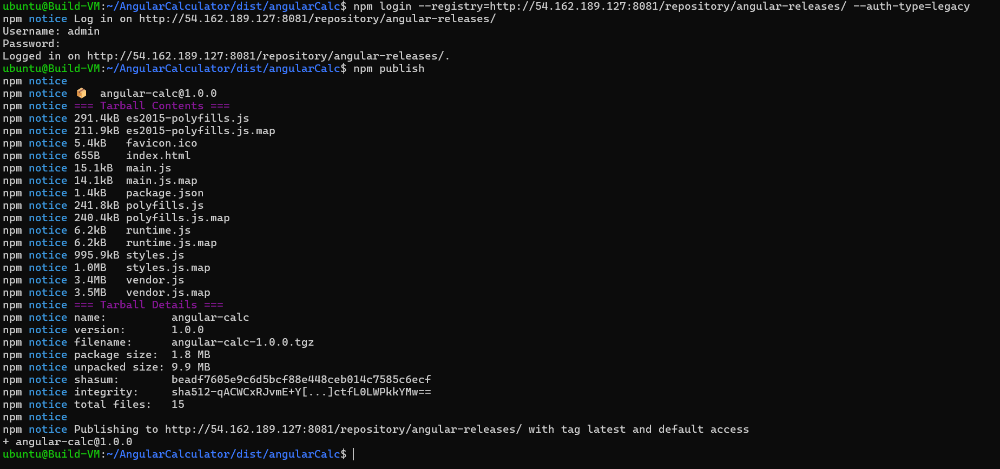 ubuntu@Build-VM:~/AngularCalculator/dist/angularCalc$ npm login --registry=http://54.162.189.127:8081/repository/angular-releases/ --auth-type=legacy
npm notice Log in on http://54.162.189.127:8081/repository/angular-releases/
Username: admin
Password:
Logged in on http://54.162.189.127:8081/repository/angular-releases/.
ubuntu@Build-VM:~/AngularCalculator/dist/angularCalc$ npm publish
npm notice
npm notice 📦  angular-calc@1.0.0
npm notice === Tarball Contents ===
npm notice 291.4kB es2015-polyfills.js
npm notice 211.9kB es2015-polyfills.js.map
npm notice 5.4kB   favicon.ico
npm notice 655B    index.html
npm notice 15.1kB  main.js
npm notice 14.1kB  main.js.map
npm notice 1.4kB   package.json
npm notice 241.8kB polyfills.js
npm notice 240.4kB polyfills.js.map
npm notice 6.2kB   runtime.js
npm notice 6.2kB   runtime.js.map
npm notice 995.9kB styles.js
npm notice 1.0MB   styles.js.map
npm notice 3.4MB   vendor.js
npm notice 3.5MB   vendor.js.map
npm notice === Tarball Details ===
npm notice name:          angular-calc
npm notice version:       1.0.0
npm notice filename:      angular-calc-1.0.0.tgz
npm notice package size:  1.8 MB
npm notice unpacked size: 9.9 MB
npm notice shasum:        beadf7605e9c6d5bcf88e448ceb014c7585c6ecf
npm notice integrity:     sha512-qACWCxRJvmE+Y[...]ctfL0LWPkkYMw==
npm notice total files:   15
npm notice
npm notice Publishing to http://54.162.189.127:8081/repository/angular-releases/ with tag latest and default access
+ angular-calc@1.0.0
ubuntu@Build-VM:~/AngularCalculator/dist/angularCalc$